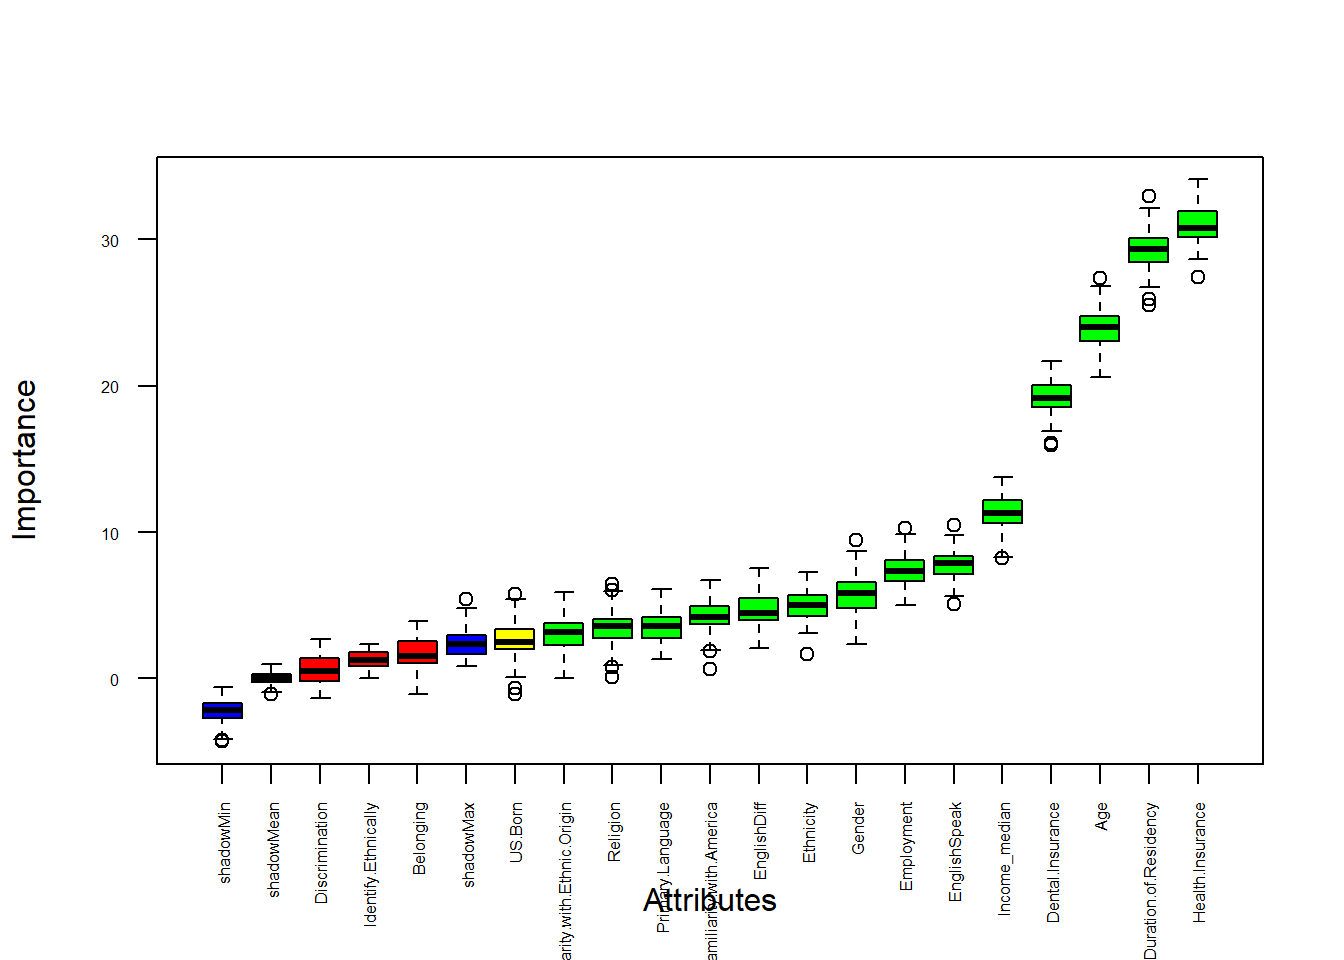 Importance
30
20
10
0
shadowMin
shadowMean
Discrimination
Identify.Ethnically
Belonging
shadowMax
US.Born
arity.with.Ethnic.Origin
Religion
Primary.Language
amiliarity.with.America
EnglishDiff
Ethnicity
Gender
Employment
EnglishSpeak
Income_median
Dental.Insurance
Age
Duration.of.Residency
Health.Insurance
Attributes